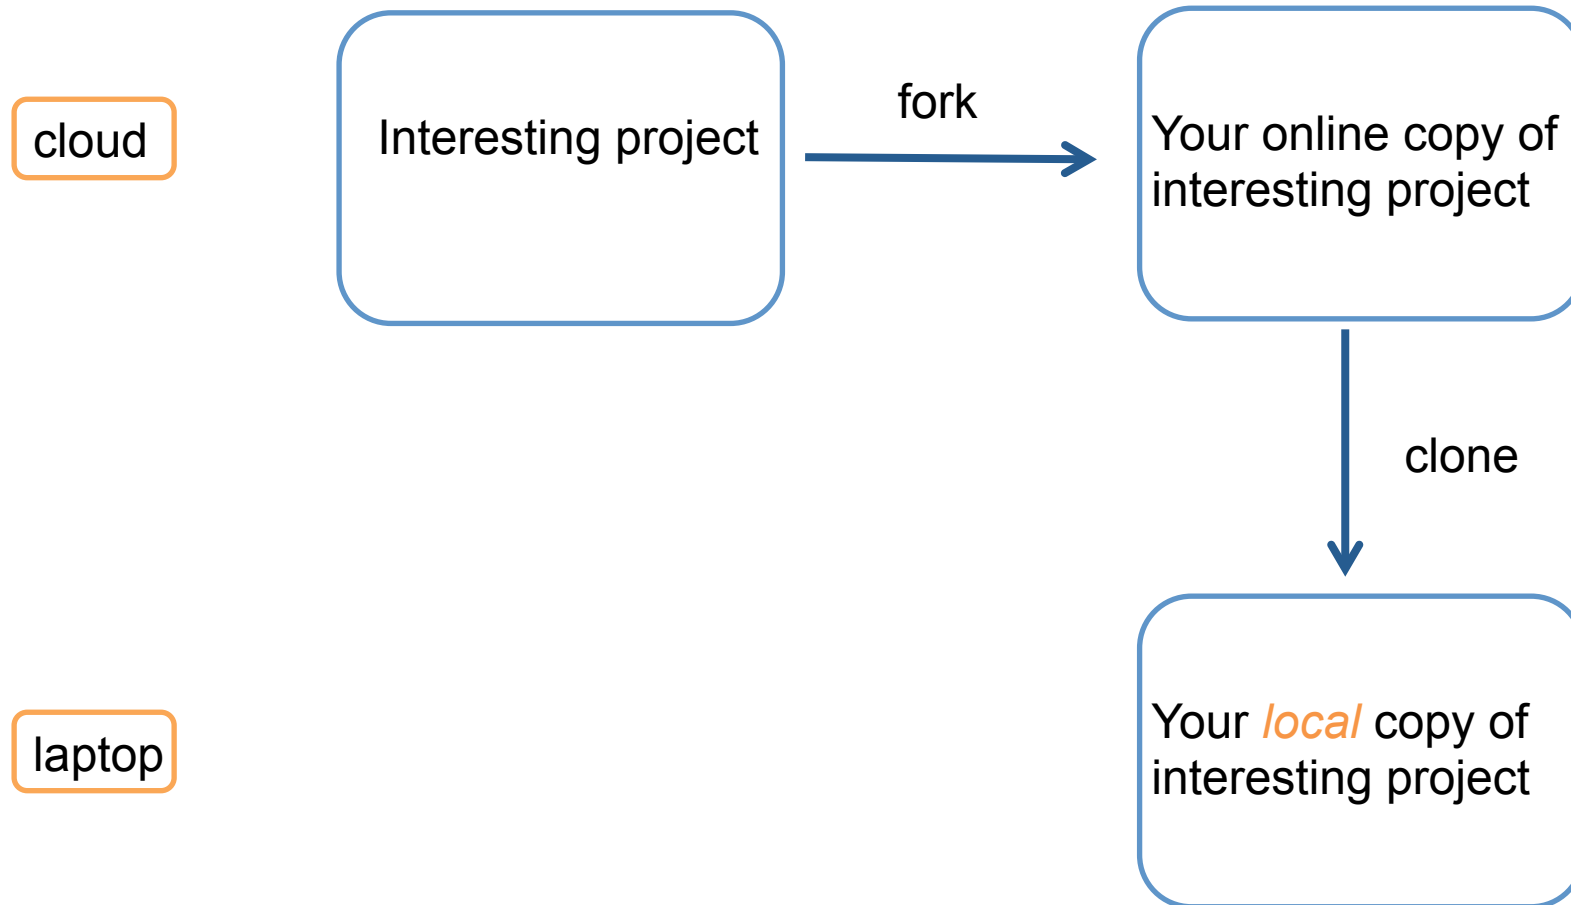 cloud
Interesting project
fork
Your online copy of
interesting project
clone
laptop
Your local copy of
interesting project